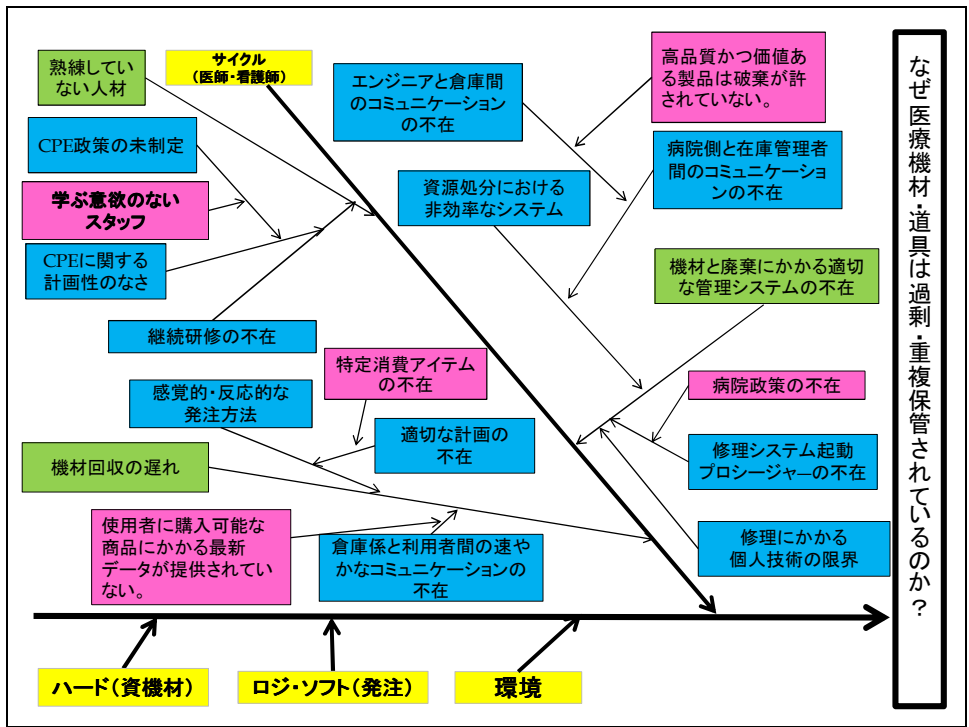 サイクル
（医師・看護師）
熟練してい
ない人材
CPE政策の未制定
学ぶ意欲のない
スタッフ
CPEに関する
計画性のなさ
継続研修の不在
エンジニアと倉庫間
のコミュニケーション
の不在
高品質かつ価値あ
る製品は破棄が許
されていない。
病院側と在庫管理者
間のコミュニケーショ
ンの不在
資源処分における
非効率なシステム
機材と廃棄にかかる適切
な管理システムの不在
特定消費アイテム
の不在
感覚的・反応的な
発注方法
適切な計画の
不在
機材回収の遅れ
使用者に購入可能な
商品にかかる最新
データが提供されてい
ない。
倉庫係と利用者間の速や
かなコミュニケーションの
不在
病院政策の不在
修理システム起動
プロシージャーの不在
修理にかかる
個人技術の限界
なぜ医療機材・道具は過剰・重複保管されているのか？
ハード（資機材）
ロジ・ソフト（発注）
環境